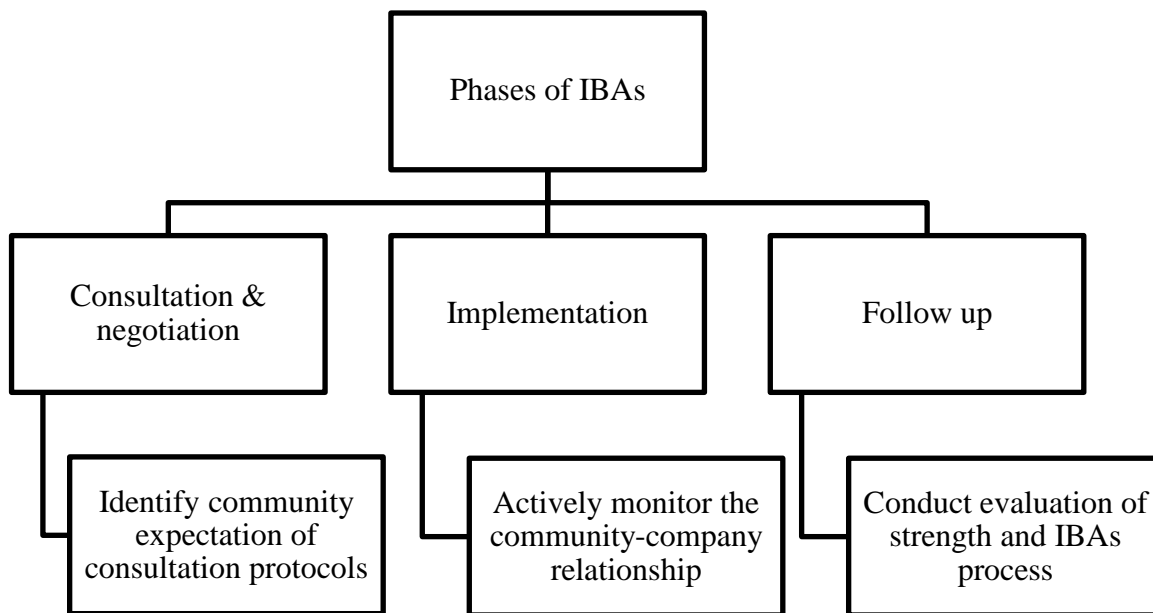 Phases of IBAs
Consultation &
negotiation
Implementation
Follow up
Identify community
expectation of
consultation protocols
Actively monitor the
community-company
relationship
Conduct evaluation of
strength and IBAs
process